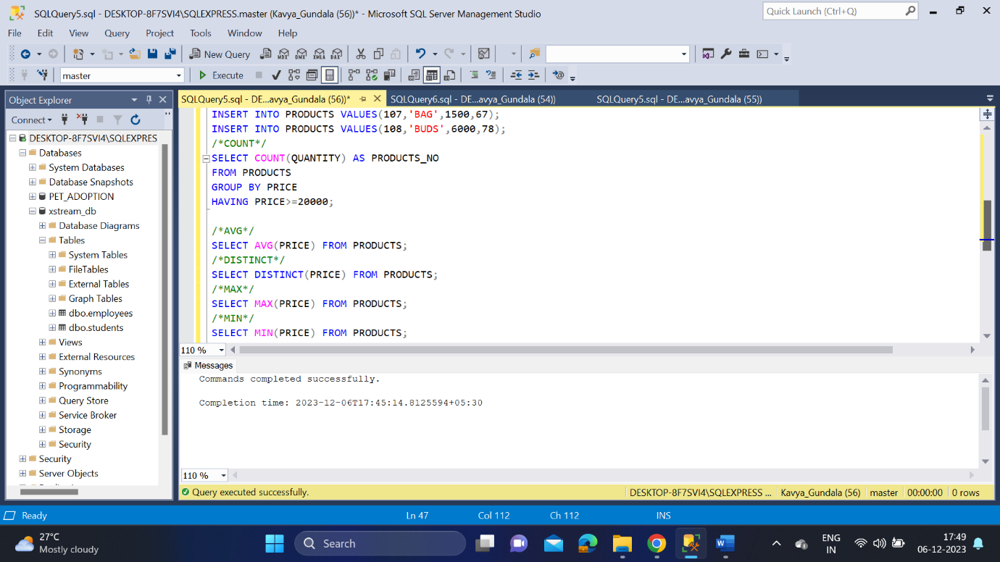 SQLQuery5.sql - DESKTOP-8F7SVI4\SQLEXPRESS.master (Kavya_Gundala (56))* - Microsoft SQL Server Management Studio
Quick Launch (Ctrl+Q)
File Edit View Query Project Tools Window Help
New Query MDX DMX XMLA DAX
master Execute
Object Explorer
SQLQuery5.sql - DE...avya_Gundala (56))* SQLQuery6.sql - DE...avya_Gundala (54)) SQLQuery5.sql - DE...avya_Gundala (55))
Connect
DESKTOP-8F7SVI4\SQLEXPRES
Databases
System Databases
Database Snapshots
PET_ADOPTION
xstream_db
Database Diagrams
Tables
System Tables
FileTables
External Tables
Graph Tables
dbo.employees
dbo.students
Views
External Resources
Synonyms
Programmability
Query Store
Service Broker
Storage
Security
Security
Server Objects
INSERT INTO PRODUCTS VALUES(107,'BAG',1500,67);
INSERT INTO PRODUCTS VALUES(108,'BUDS',6000,78);
/*COUNT*/
SELECT COUNT(QUANTITY) AS PRODUCTS_NO
FROM PRODUCTS
GROUP BY PRICE
HAVING PRICE>=20000;
/*AVG*/
SELECT AVG(PRICE) FROM PRODUCTS;
/*DISTINCT*/
SELECT DISTINCT(PRICE) FROM PRODUCTS;
/*MAX*/
SELECT MAX(PRICE) FROM PRODUCTS;
/*MIN*/
SELECT MIN(PRICE) FROM PRODUCTS;
110 %
Messages
Commands completed successfully.
Completion time: 2023-12-06T17:45:14.8125594+05:30
110 %
Query executed successfully. DESKTOP-8F7SVI4\SQLEXPRESS ... Kavya_Gundala (56) master 00:00:00 0 rows
Ready Ln 47 Col 112 Ch 112 INS
27°C
Mostly cloudy
Search
ENG
IN
17:49
06-12-2023